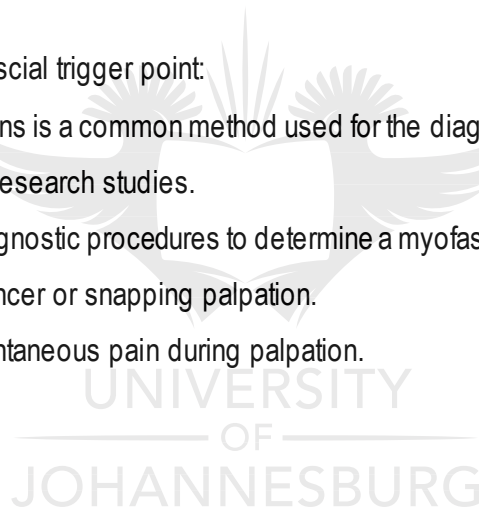 scial trigger point:
ns is a common method used for the diag
esearch studies.
gnostic procedures to determine a myofas
ncer or snapping palpation.
ntaneous pain during palpation.
UNIVERSITY
OF
JOHANNESBURG